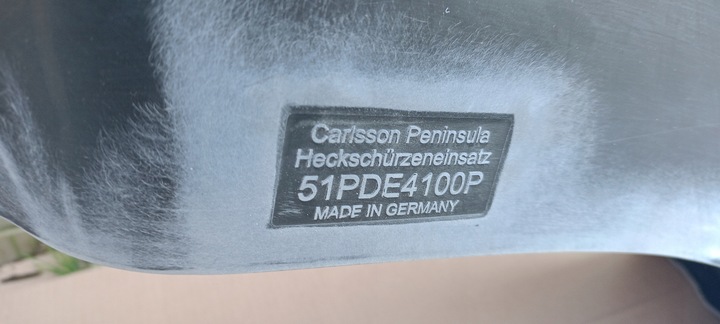 Carlsson Peninsula
Heckschürzeneinsatz
51PDE4100P
MADE IN GERMANY